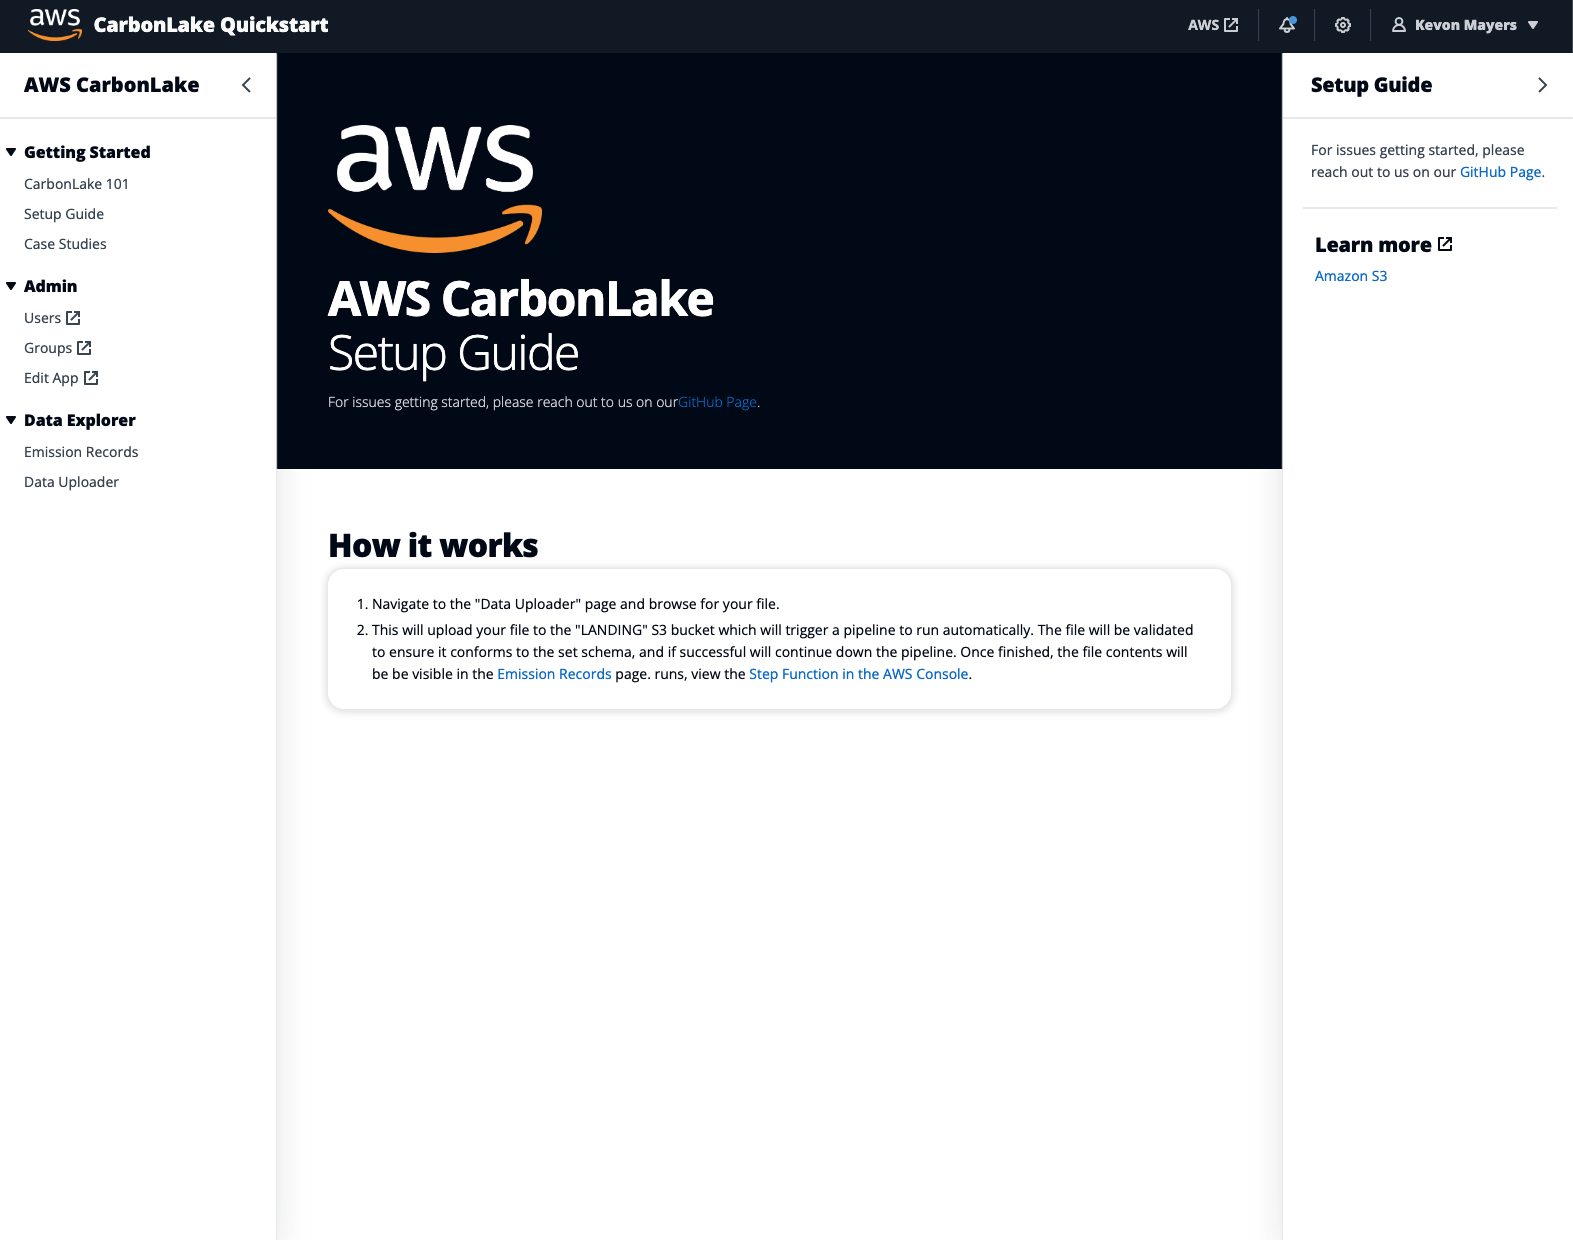 aws CarbonLake Quickstart
AWS
Kevon Mayers
AWS CarbonLake
Getting Started
CarbonLake 101
Setup Guide
Case Studies
Admin
Users
Groups
Edit App
Data Explorer
Emission Records
Data Uploader
aws
AWS CarbonLake
Setup Guide
For issues getting started, please reach out to us on ourGitHub Page.
How it works
1. Navigate to the "Data Uploader" page and browse for your file.
2. This will upload your file to the "LANDING" S3 bucket which will trigger a pipeline to run automatically. The file will be validated
to ensure it conforms to the set schema, and if successful will continue down the pipeline. Once finished, the file contents will
be be visible in the Emission Records page. runs, view the Step Function in the AWS Console.
Setup Guide
For issues getting started, please
reach out to us on our GitHub Page.
Learn more
Amazon S3